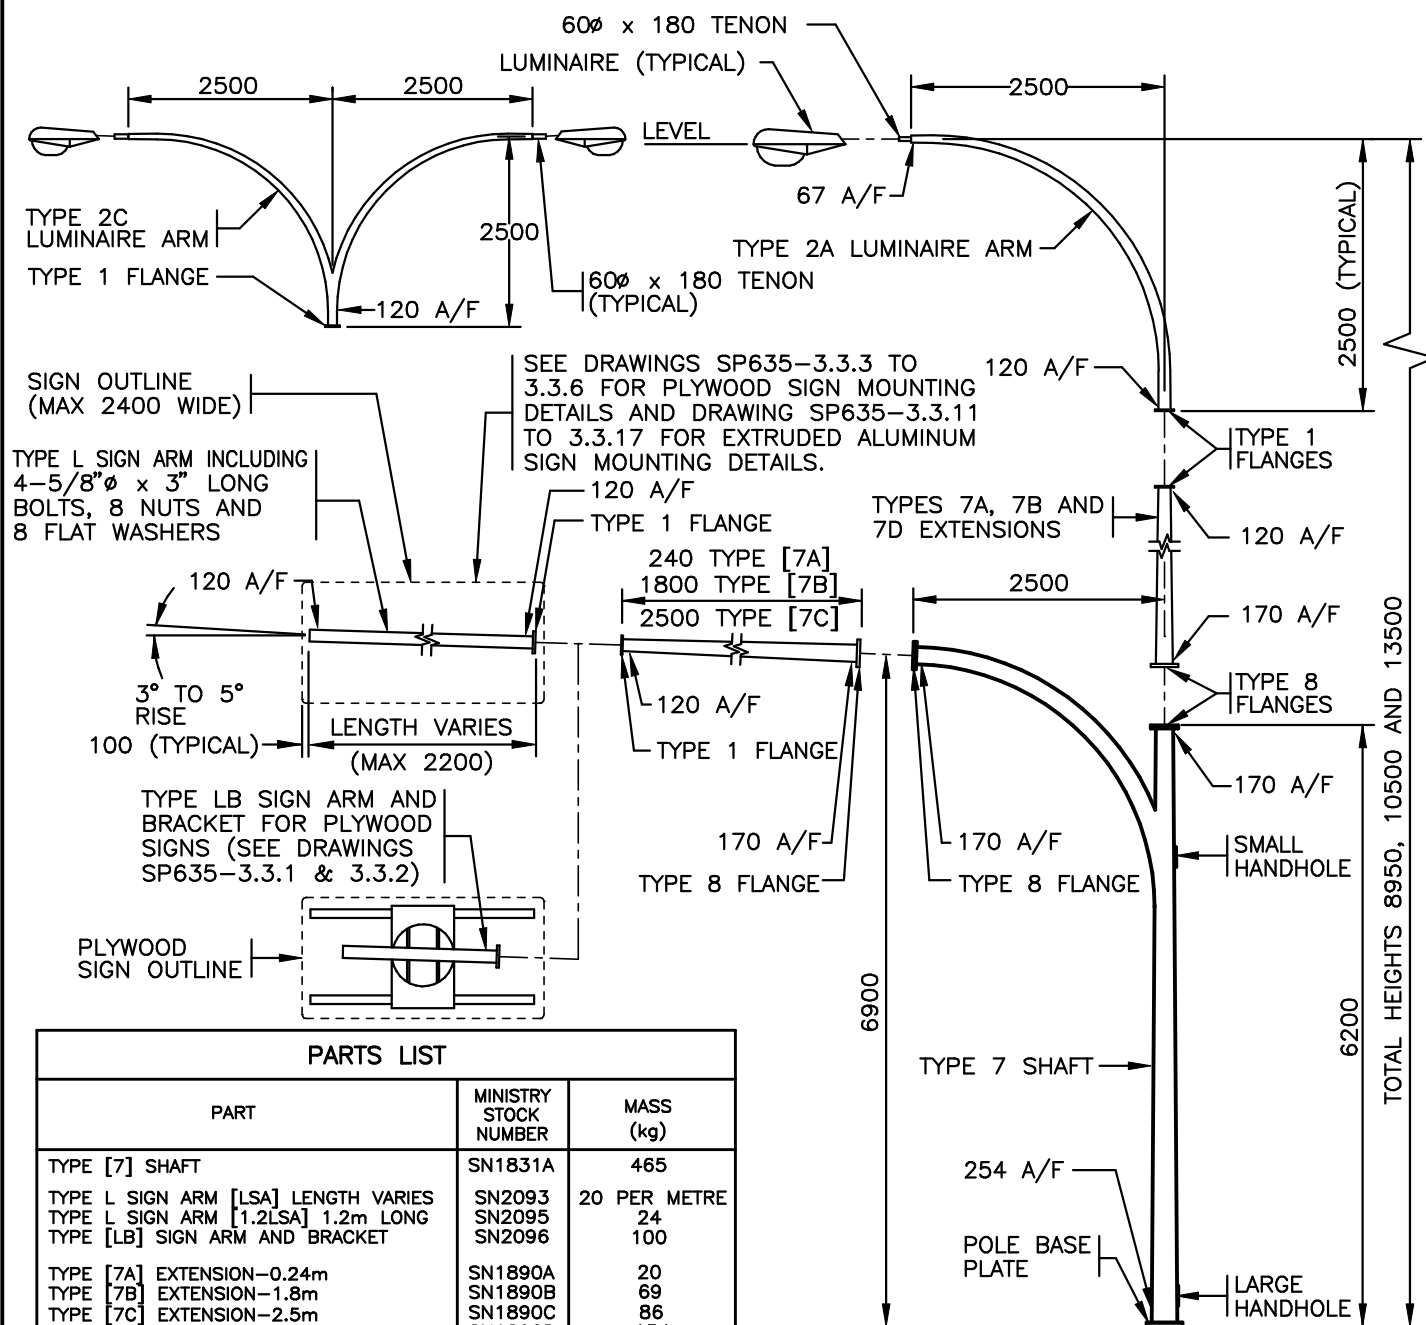 60ø x 180 TENON
LUMINAIRE (TYPICAL)
2500
2500
2500
LEVEL
67 A/F
TYPE 2C
LUMINAIRE ARM
2500
TYPE 2A LUMINAIRE ARM
TYPE 1 FLANGE
60ø x 180 TENON
(TYPICAL)
120 A/F
2500 (TYPICAL)
SIGN OUTLINE
(MAX 2400 WIDE)
SEE DRAWINGS SP635-3.3.3 TO
3.3.6 FOR PLYWOOD SIGN MOUNTING
DETAILS AND DRAWING SP635-3.3.11
TO 3.3.17 FOR EXTRUDED ALUMINUM
SIGN MOUNTING DETAILS.
120 A/F
TYPE 1
FLANGES
TYPE L SIGN ARM INCLUDING
4-5/8"ø x 3" LONG
BOLTS, 8 NUTS AND
8 FLAT WASHERS
120 A/F
TYPE 1 FLANGE
TYPES 7A, 7B AND
7D EXTENSIONS
120 A/F
240 TYPE [7A]
1800 TYPE [7B]
2500 TYPE [7C]
120 A/F
2500
170 A/F
3° TO 5°
RISE
100 (TYPICAL)
LENGTH VARIES
(MAX 2200)
120 A/F
TYPE 1 FLANGE
TYPE 8
FLANGES
170 A/F
TYPE LB SIGN ARM AND
BRACKET FOR PLYWOOD
SIGNS (SEE DRAWINGS
SP635-3.3.1 & 3.3.2)
170 A/F
TYPE 8 FLANGE
170 A/F
TYPE 8 FLANGE
SMALL
HANDHOLE
PLYWOOD
SIGN OUTLINE
6900
6200
TOTAL HEIGHTS 8950, 10500 AND 13500
TYPE 7 SHAFT
254 A/F
POLE BASE
PLATE
LARGE
HANDHOLE
PARTS LIST
PART
MINISTRY
STOCK
NUMBER
MASS
(kg)
TYPE [7] SHAFT SN1831A 465
TYPE L SIGN ARM [LSA] LENGTH VARIES SN2093 20 PER METRE
TYPE L SIGN ARM [1.2LSA] 1.2m LONG SN2095 24
TYPE [LB] SIGN ARM AND BRACKET SN2096 100
TYPE [7A] EXTENSION-0.24m SN1890A 20
TYPE [7B] EXTENSION-1.8m SN1890B 69
TYPE [7C] EXTENSION-2.5m SN1890C 86